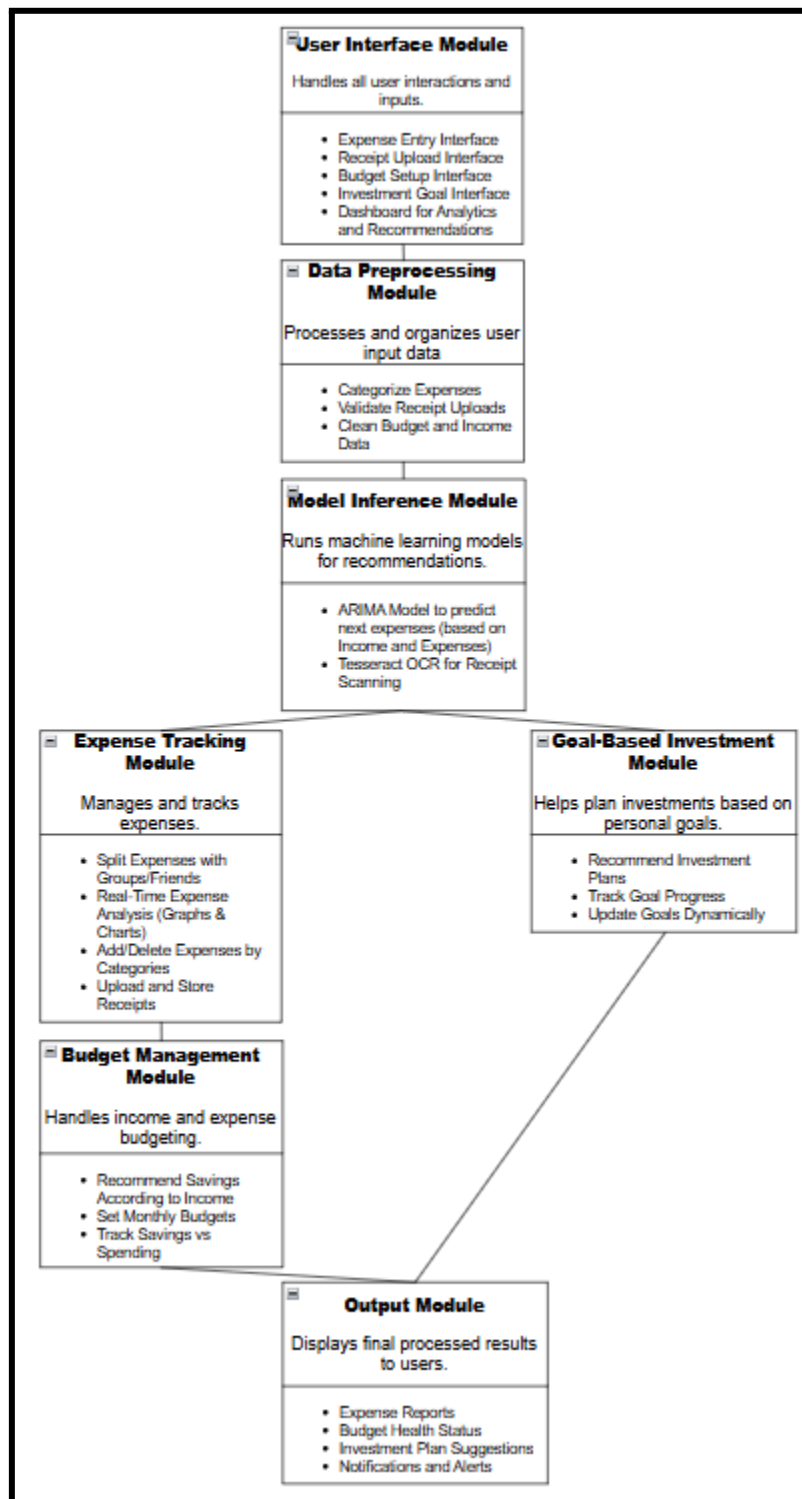 User Interface Module
Handles all user interactions and
inputs.
• Expense Entry Interface
• Receipt Upload Interface
• Budget Setup Interface
• Investment Goal Interface
• Dashboard for Analytics
and Recommendations
Data Preprocessing
Module
Processes and organizes user
input data
• Categorize Expenses
• Validate Receipt Uploads
• Clean Budget and Income
Data
Model Inference Module
Runs machine learning models
for recommendations.
• ARIMA Model to predict
next expenses (based on
Income and Expenses)
• Tesseract OCR for Receipt
Scanning
Expense Tracking
Module
Manages and tracks
expenses.
• Split Expenses with
Groups/Friends
• Real-Time Expense
Analysis (Graphs &
Charts)
• Add/Delete Expenses by
Categories
• Upload and Store
Receipts
Goal-Based Investment
Module
Helps plan investments based on
personal goals.
• Recommend Investment
Plans
• Track Goal Progress
• Update Goals Dynamically
Budget Management
Module
Handles income and expense
budgeting.
• Recommend Savings
According to Income
• Set Monthly Budgets
• Track Savings vs
Spending
Output Module
Displays final processed results
to users.
• Expense Reports
• Budget Health Status
• Investment Plan Suggestions
• Notifications and Alerts